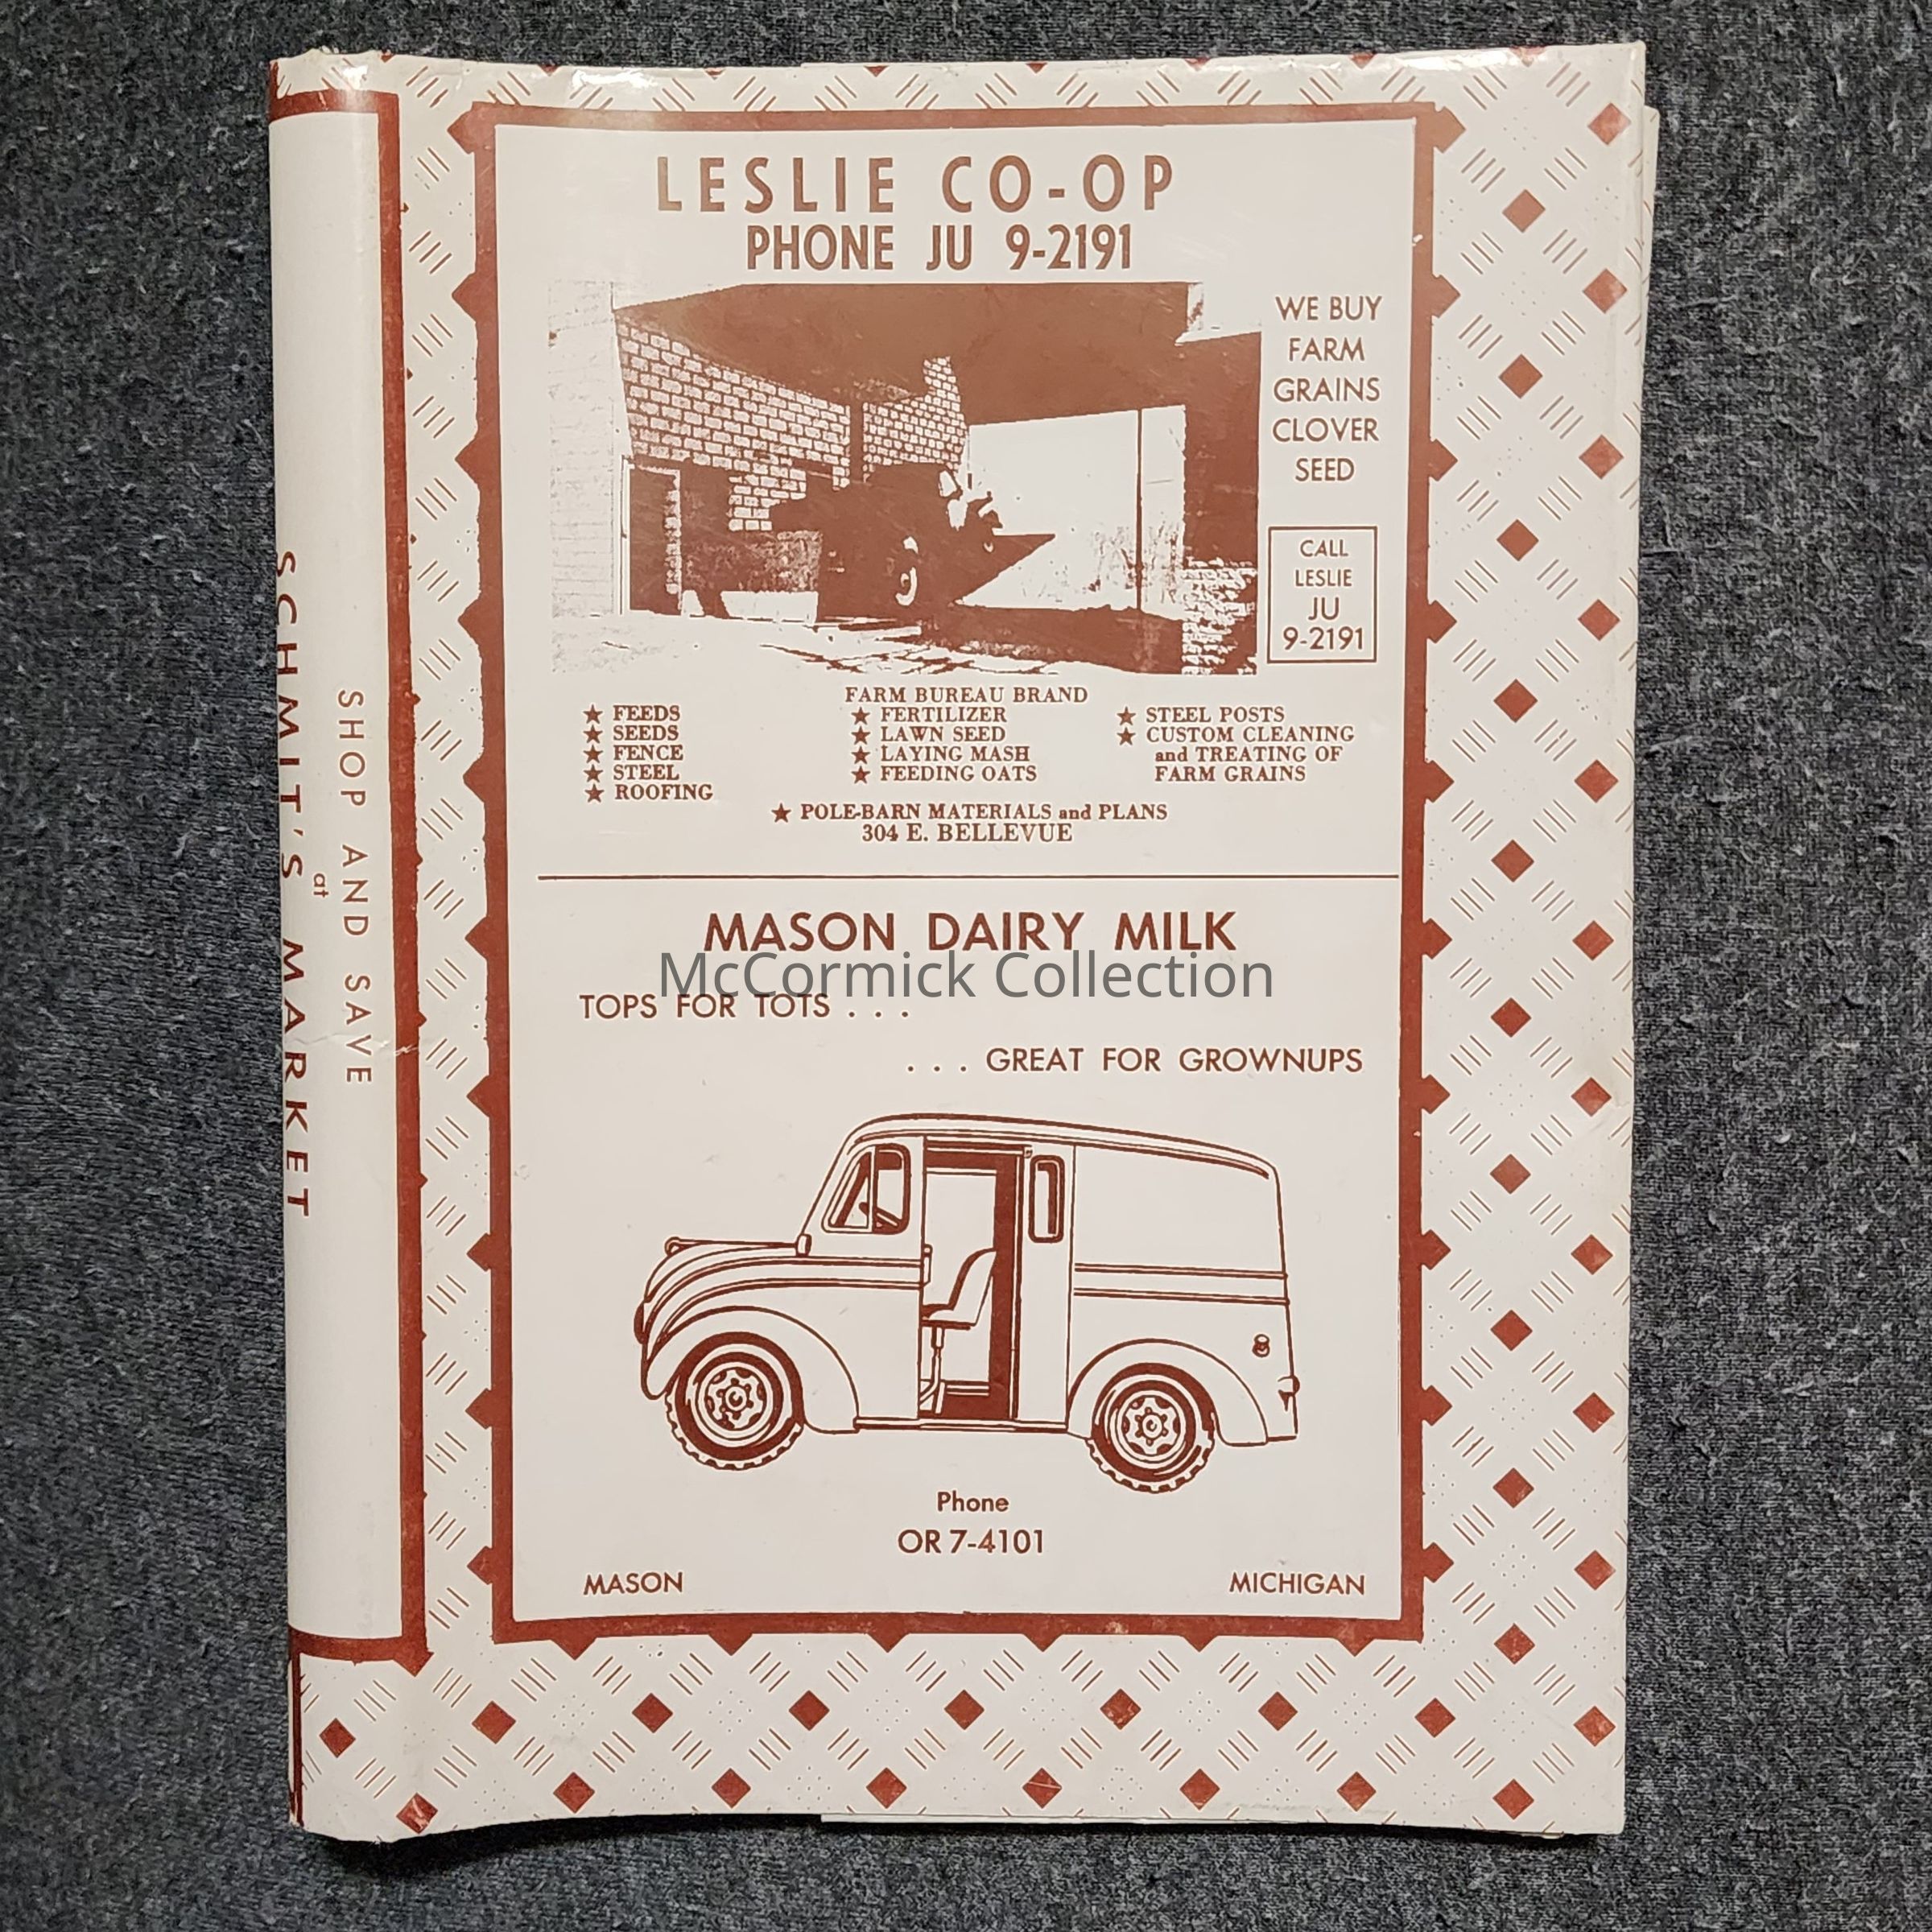 SHOP AND SAVE
at
SCHMIT'S MARKET
LESLIE CO-OP
PHONE JU 9-2191
WE BUY
FARM
GRAINS
CLOVER
SEED
CALL
LESLIE
JU
9-2191
★ FEEDS
★ SEEDS
★ FENCE
★ STEEL
★ ROOFING
FARM BUREAU BRAND
★ FERTILIZER
★ LAWN SEED
★ LAYING MASH
★ FEEDING OATS
★ STEEL POSTS
★ CUSTOM CLEANING
and TREATING OF
FARM GRAINS
★ POLE-BARN MATERIALS and PLANS
304 E. BELLEVUE
MASON DAIRY MILK
McCormick Collection
TOPS FOR TOTS . . .
. . . GREAT FOR GROWNUPS
Phone
OR 7-4101
MASON MICHIGAN